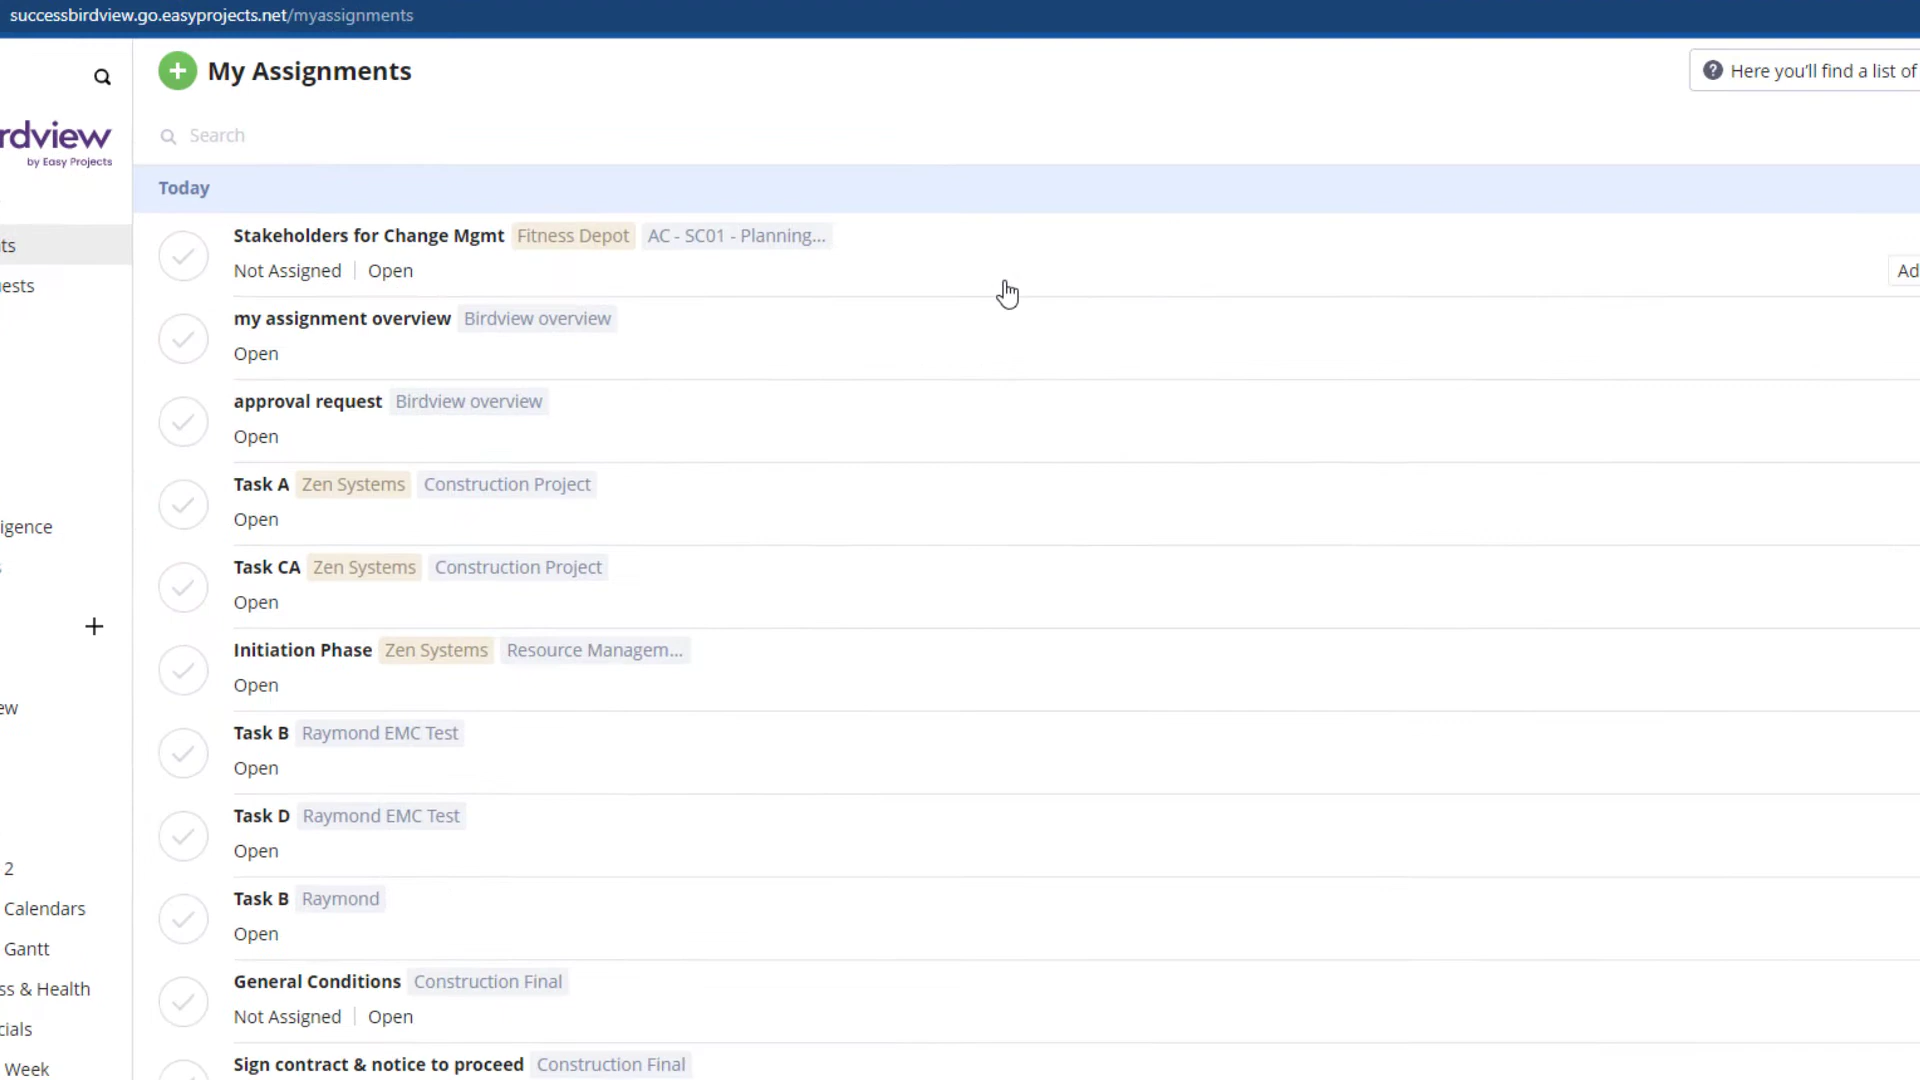 successbirdview.go.easyprojects.net/myassignments
My Assignments
Here you'll find a list of
Search
rdview
by Easy Projects
Today
Stakeholders for Change Mgmt Fitness Depot AC - SC01 - Planning...
Not Assigned Open
Ad
my assignment overview Birdview overview
Open
approval request Birdview overview
Open
Task A Zen Systems Construction Project
Open
Task CA Zen Systems Construction Project
Open
Initiation Phase Zen Systems Resource Managem...
Open
Task B Raymond EMC Test
Open
Task D Raymond EMC Test
Open
Task B Raymond
Open
General Conditions Construction Final
Not Assigned Open
Sign contract & notice to proceed Construction Final
ts
ests
igence
ew
2
Calendars
Gantt
ss & Health
cials
Week